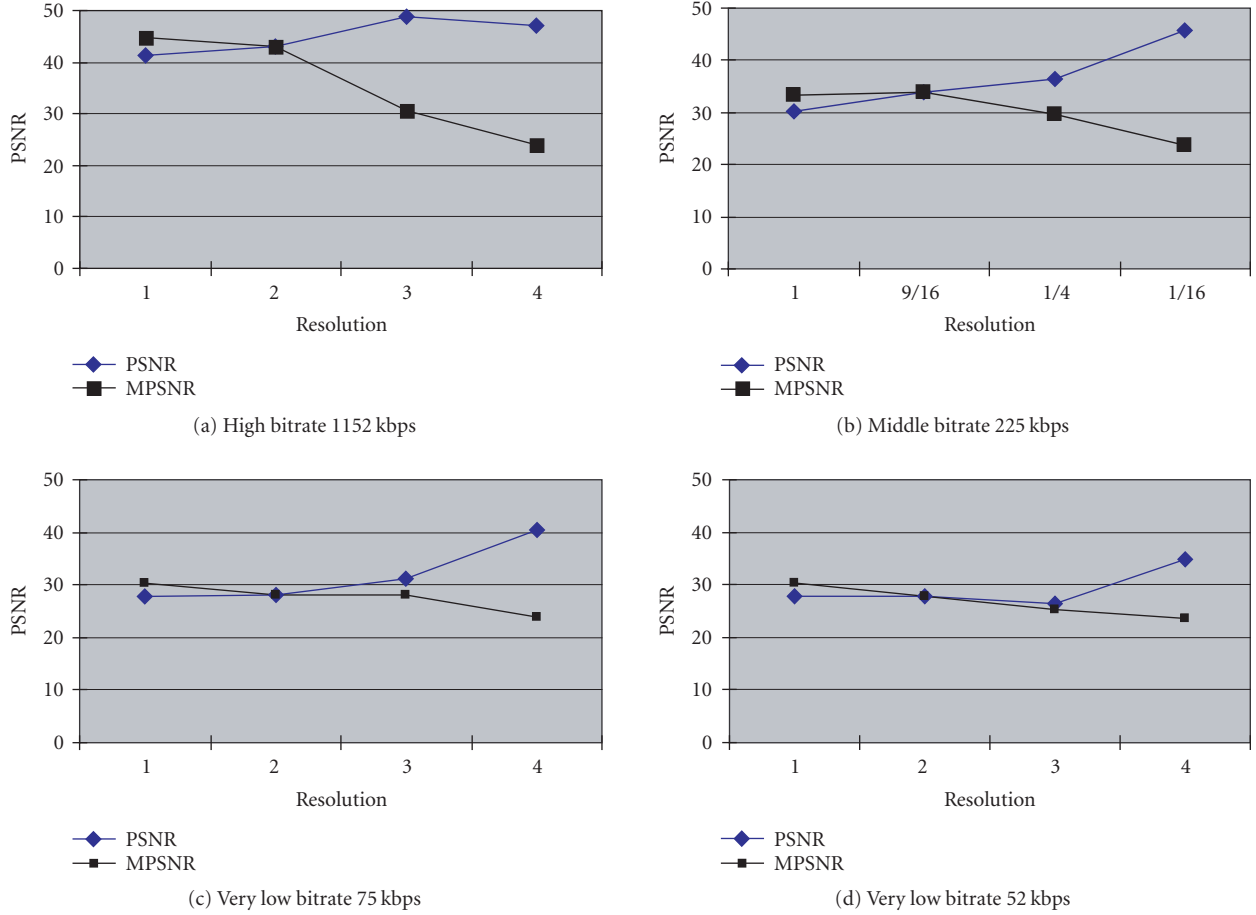 50
40
30
20
10
0
PSNR
1 2 3 4
Resolution
PSNR
MPSNR
(a) High bitrate 1152 kbps
50
40
30
20
10
0
PSNR
1 9/16 1/4 1/16
Resolution
PSNR
MPSNR
(b) Middle bitrate 225 kbps
50
40
30
20
10
0
PSNR
1 2 3 4
Resolution
PSNR
MPSNR
(c) Very low bitrate 75 kbps
50
40
30
20
10
0
PSNR
1 2 3 4
Resolution
PSNR
MPSNR
(d) Very low bitrate 52 kbps